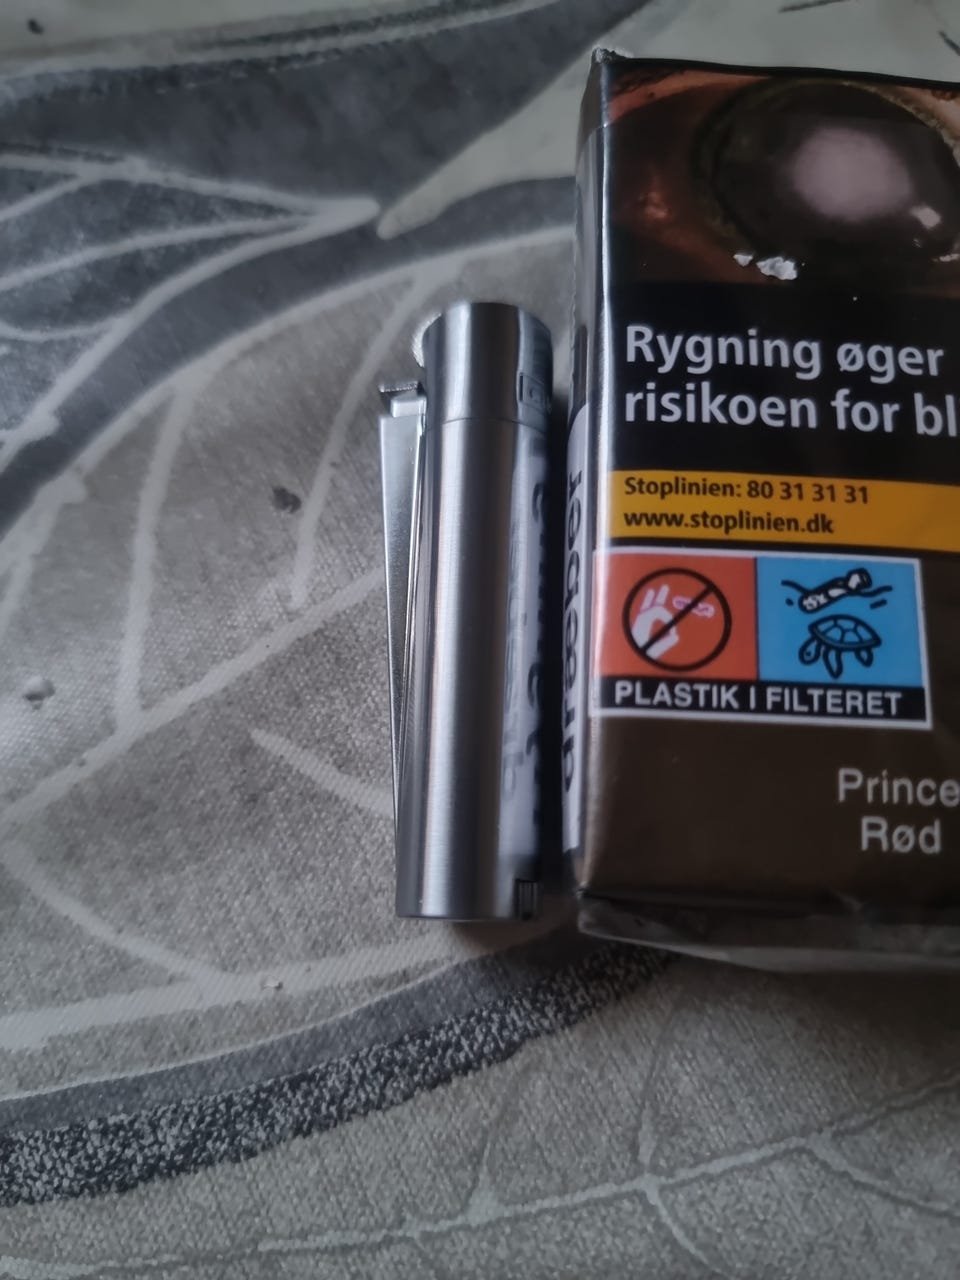 Rygning øger
risikoen for bl
Stoplinien: 80 31 31 31
www.stoplinien.dk
PLASTIK I FILTERET
Prince
Rød